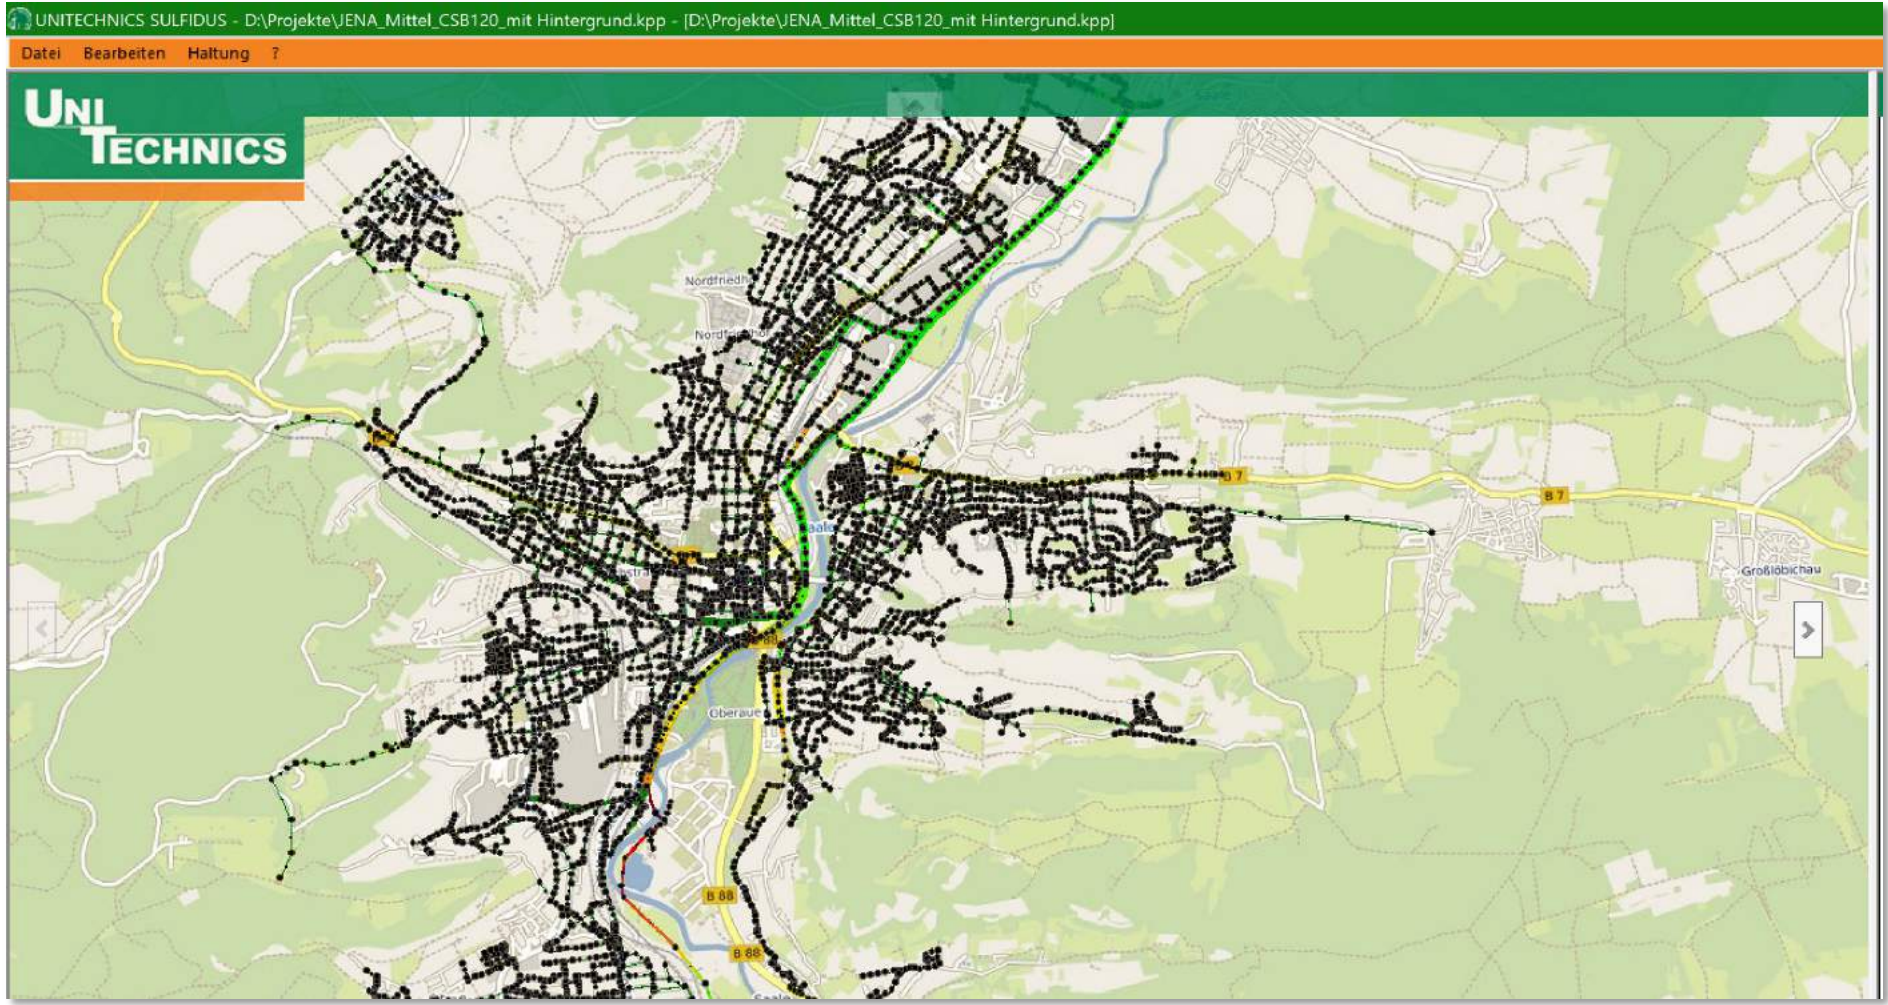 UNITECHNICS SULFIDUS - D:\Projekte\JENA_Mittel_CSB120_mit Hintergrund.kpp - [D:\Projekte\JENA_Mittel_CSB120_mit Hintergrund.kpp]
Datei Bearbeiten Haltung ?
UNI
TECHNICS
Nordfriedh
B 7
B 7
Großlöbichau
88
Oberaue
B 88
B 88
Saale